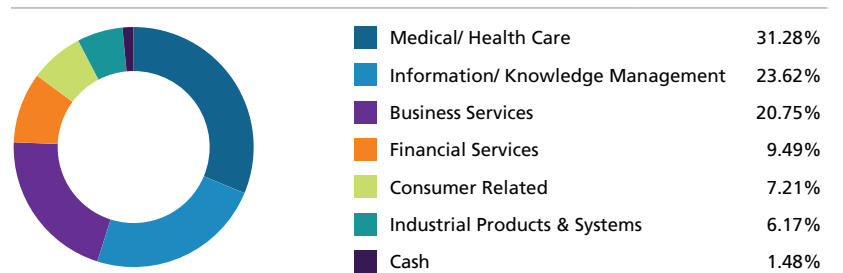 Medical/ Health Care 31.28%
Information/ Knowledge Management 23.62%
Business Services 20.75%
Financial Services 9.49%
Consumer Related 7.21%
Industrial Products & Systems 6.17%
Cash 1.48%